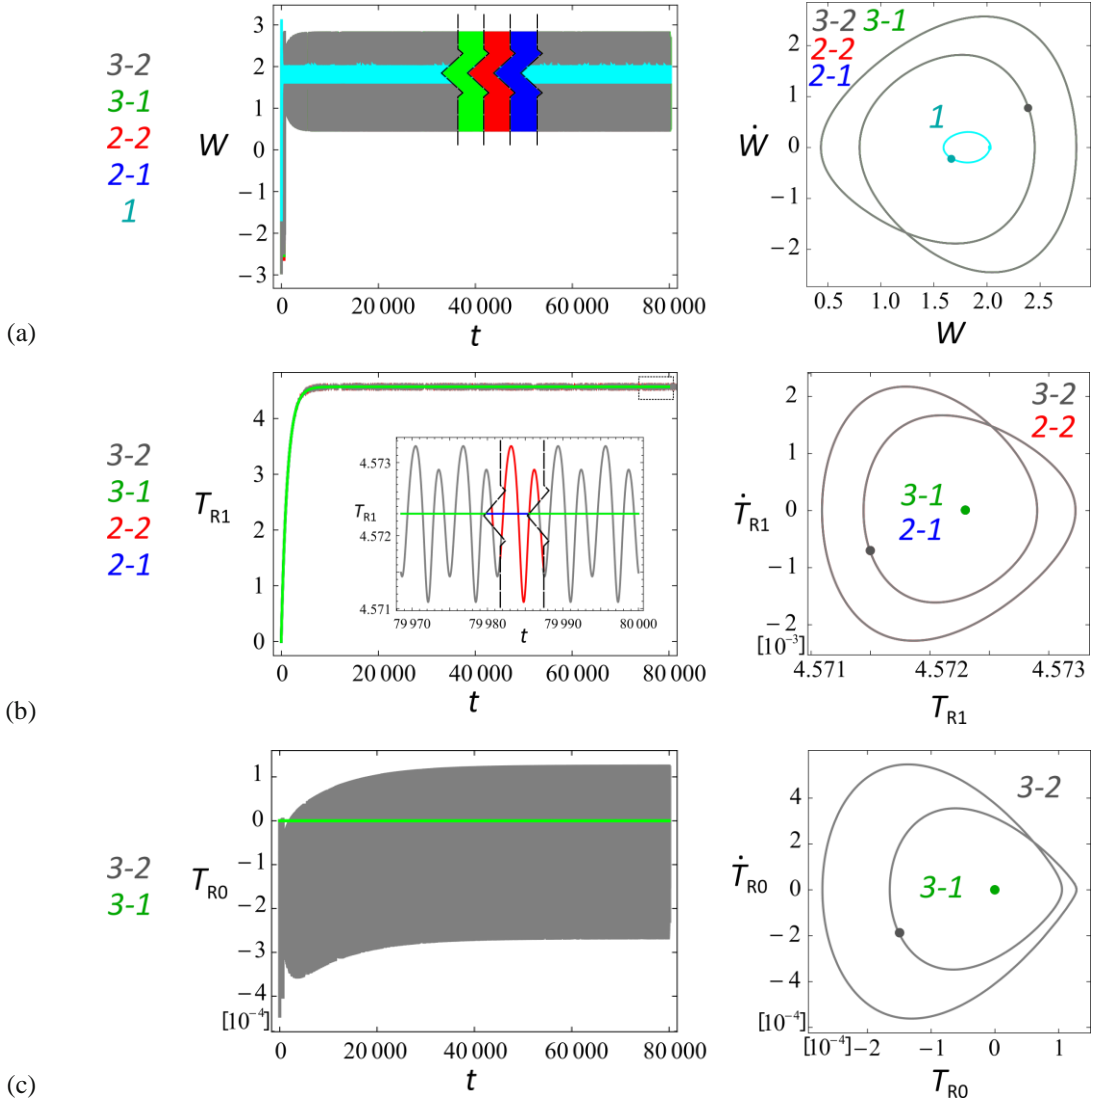 3-2
3-1
2-2
2-1
1
W
3
2
1
0
−1
−2
−3
0 20 000 40 000 60 000 80 000
t
3-2 3-1
2-2
2-1
1
Ẇ
2
1
0
−1
−2
0.5 1.0 1.5 2.0 2.5
W
(a)
3-2
3-1
2-2
2-1
T_R1
4
3
2
1
0
4.573
T_R1
4.572
4.571
79 970 79 980 79 990 80 000
t
0 20 000 40 000 60 000 80 000
t
3-2
2-2
3-1
2-1
Ṫ_R1
2
1
0
−1
−2
[10⁻³]
4.571 4.572 4.573
T_R1
(b)
3-2
3-1
T_R0
1
0
−1
−2
−3
−4
[10⁻⁴]
0 20 000 40 000 60 000 80 000
t
3-2
3-1
Ṫ_R0
4
2
0
−2
−4
[10⁻⁴]
[10⁻⁴] −2 −1 0 1
T_R0
(c)